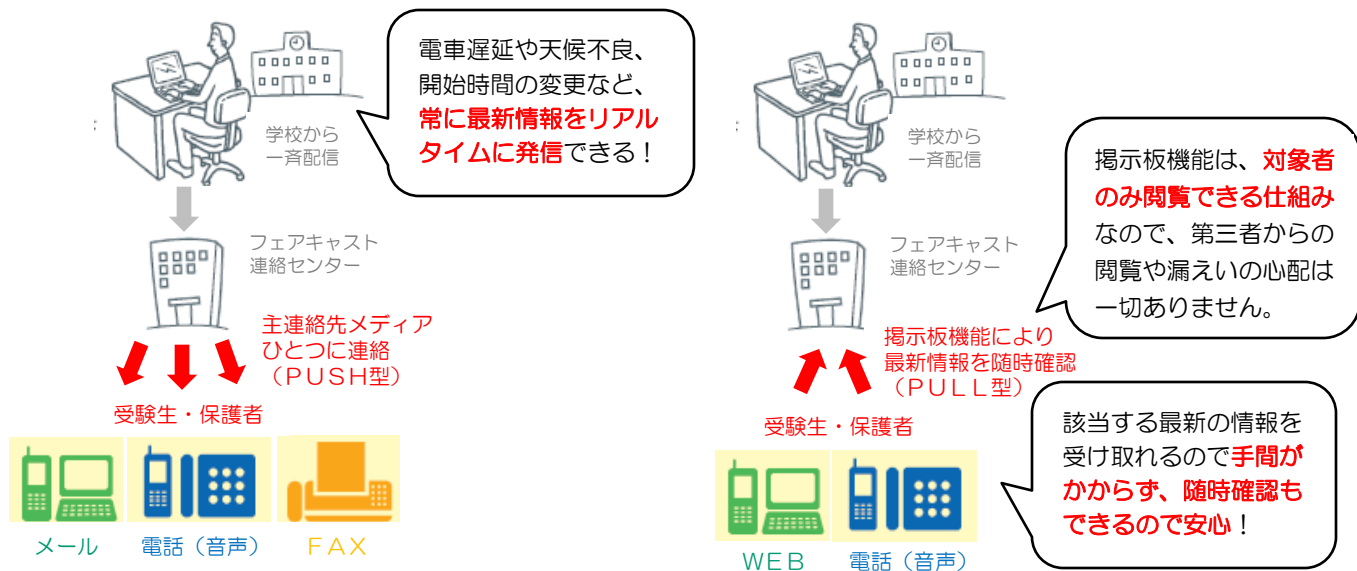 電車遅延や天候不良、
開始時間の変更など、
常に最新情報をリアル
タイムに発信できる！
学校から
一斉配信
フェアキャスト
連絡センター
主連絡先メディア
ひとつに連絡
（ＰＵＳＨ型）
受験生・保護者
メール
電話（音声）
ＦＡＸ
学校から
一斉配信
掲示板機能は、対象者
のみ閲覧できる仕組み
なので、第三者からの
閲覧や漏えいの心配は
一切ありません。
フェアキャスト
連絡センター
掲示板機能により
最新情報を随時確認
（ＰＵＬＬ型）
受験生・保護者
該当する最新の情報を
受け取れるので手間が
かからず、随時確認も
できるので安心！
ＷＥＢ
電話（音声）